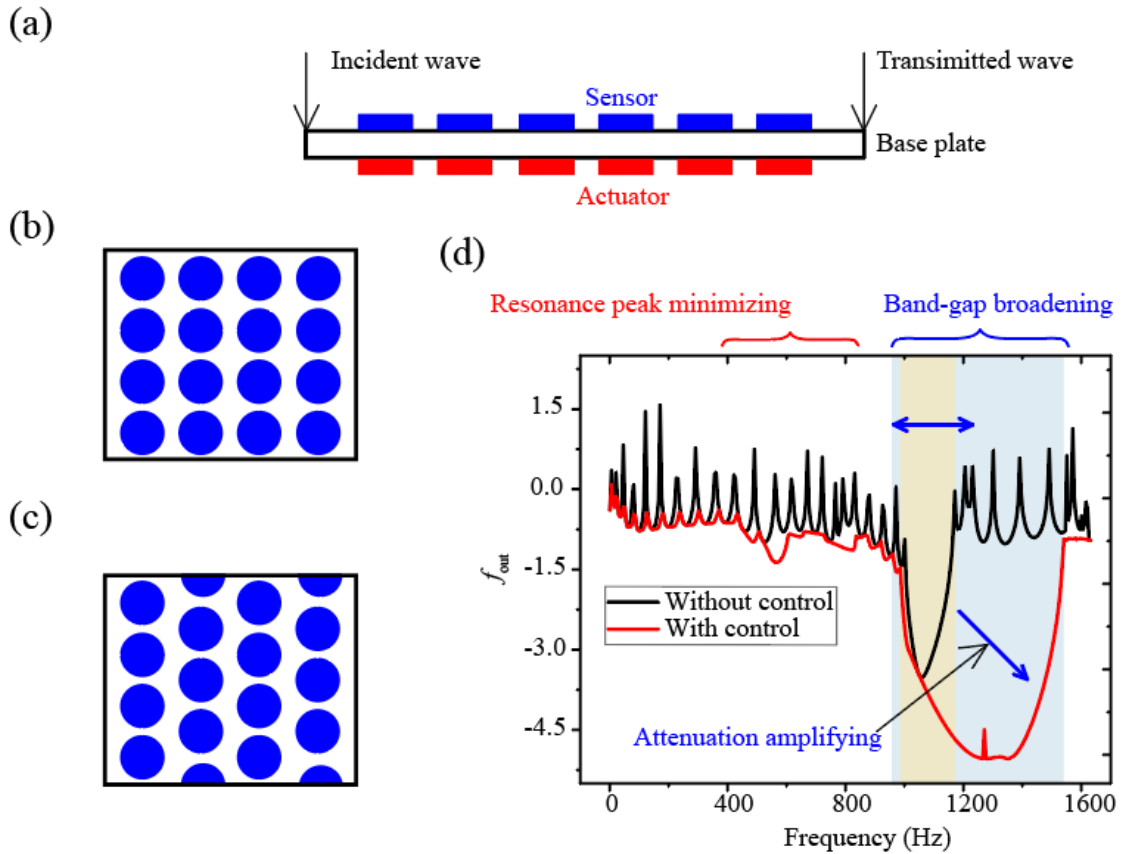 (a)
Incident wave
Transimitted wave
Sensor
Base plate
Actuator
(b)
(c)
(d)
Resonance peak minimizing
Band-gap broadening
1.5
0.0
-1.5
-3.0
-4.5
f_out
Without control
With control
Attenuation amplifying
0
400
800
1200
1600
Frequency (Hz)